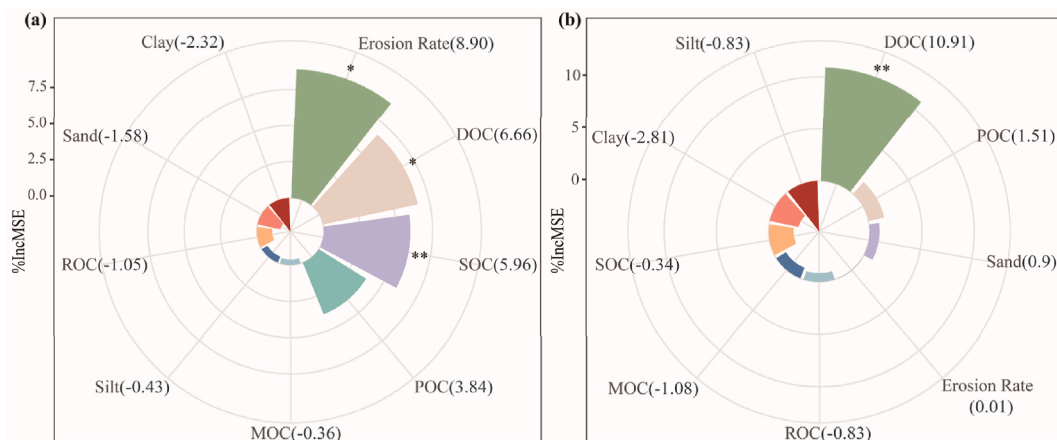 (a)
Clay(-2.32)
Erosion Rate(8.90)
*
7.5
5.0
2.5
0.0
Sand(-1.58)
DOC(6.66)
*
%IncMSE
ROC(-1.05)
SOC(5.96)
**
Silt(-0.43)
POC(3.84)
MOC(-0.36)
(b)
Silt(-0.83)
DOC(10.91)
**
10
5
0
Clay(-2.81)
POC(1.51)
%IncMSE
SOC(-0.34)
Sand(0.9)
MOC(-1.08)
Erosion Rate
(0.01)
ROC(-0.83)